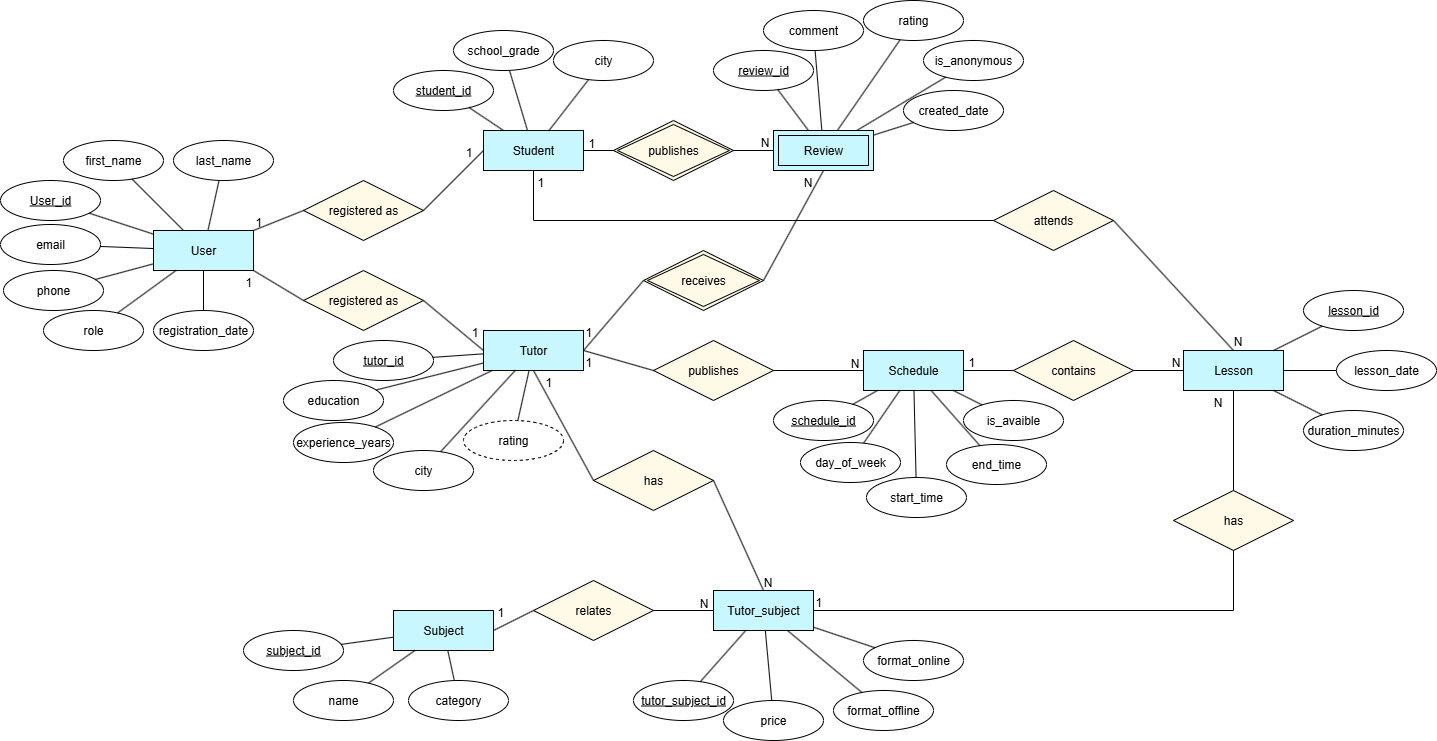 rating
comment
school_grade
city
is_anonymous
review_id
student_id
created_date
1
N
Student
publishes
Review
first_name
last_name
1
N
1
User_id
registered as
attends
1
email
User
phone
1
registered as
receives
role
registration_date
lesson_id
1
1
N
Tutor
tutor_id
1
publishes
N
Schedule
1
contains
N
Lesson
lesson_date
1
education
N
schedule_id
is_avaible
duration_minutes
experience_years
rating
city
day_of_week
end_time
has
start_time
has
N
Subject
1
relates
N
Tutor_subject
1
subject_id
format_online
name
category
tutor_subject_id
price
format_offline